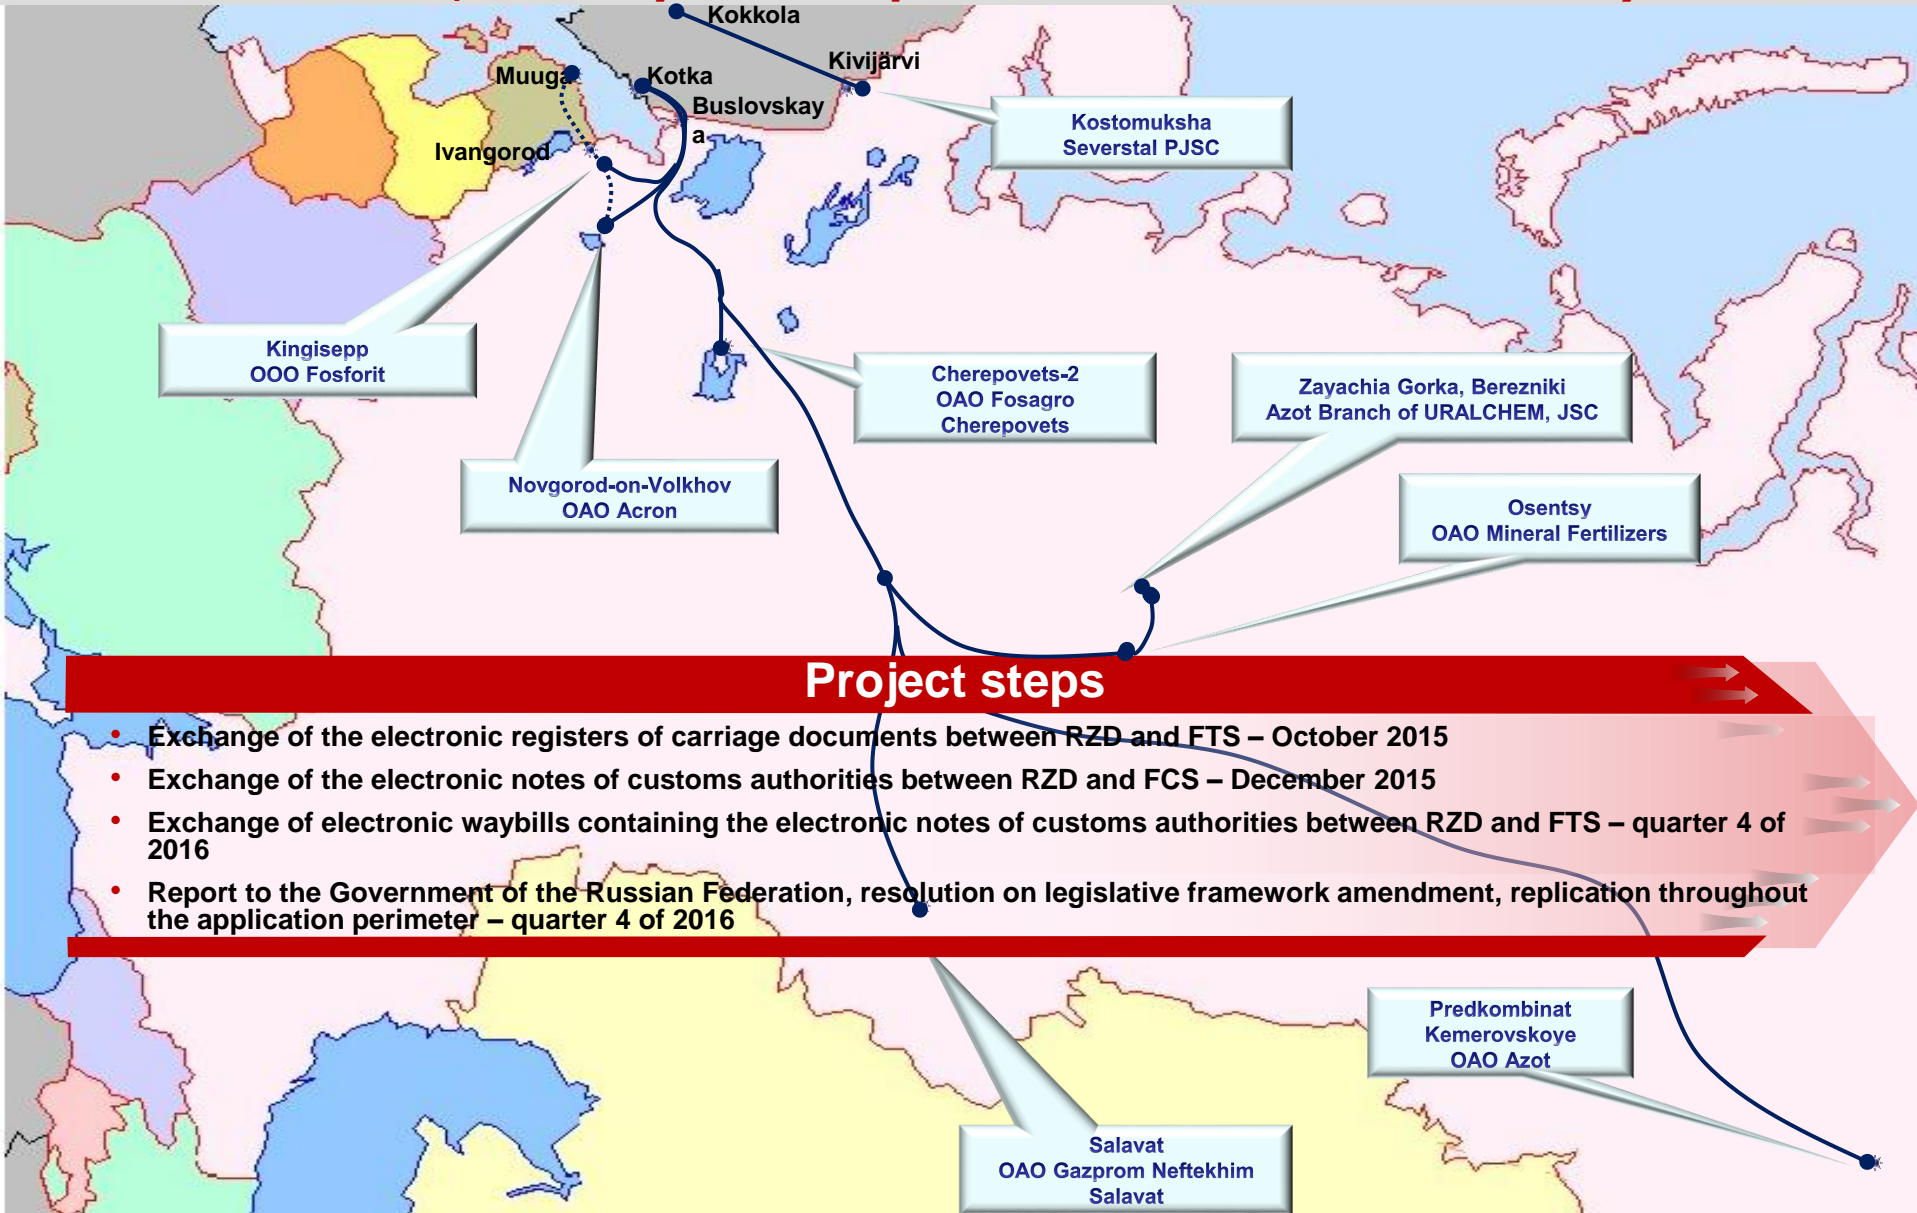 Kokkola
Kivijärvi
Muuga
Kotka
Buslovskay
a
Ivangorod
Kostomuksha
Severstal PJSC
Kingisepp
OOO Fosforit
Cherepovets-2
OAO Fosagro
Cherepovets
Zayachia Gorka, Berezniki
Azot Branch of URALCHEM, JSC
Novgorod-on-Volkhov
OAO Acron
Osentsy
OAO Mineral Fertilizers
Project steps
• Exchange of the electronic registers of carriage documents between RZD and FTS – October 2015
• Exchange of the electronic notes of customs authorities between RZD and FCS – December 2015
• Exchange of electronic waybills containing the electronic notes of customs authorities between RZD and FTS – quarter 4 of
2016
• Report to the Government of the Russian Federation, resolution on legislative framework amendment, replication throughout
the application perimeter – quarter 4 of 2016
Predkombinat
Kemerovskoye
OAO Azot
Salavat
OAO Gazprom Neftekhim
Salavat